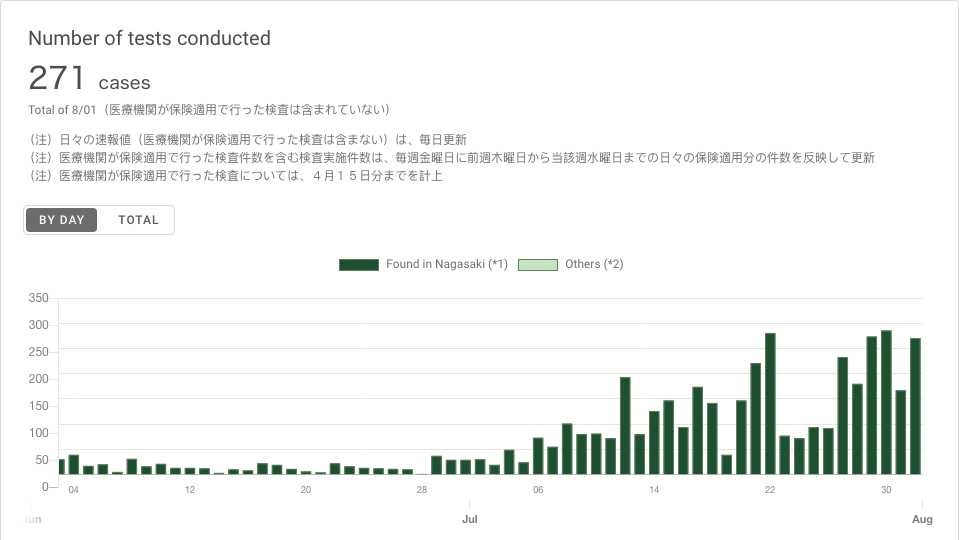 Number of tests conducted
271 cases
Total of 8/01（医療機関が保険適用で行った検査は含まれていない）
（注）日々の速報値（医療機関が保険適用で行った検査は含まない）は、毎日更新
（注）医療機関が保険適用で行った検査件数を含む検査実施件数は、毎週金曜日に前週木曜日から当該週水曜日までの日々の保険適用分の件数を反映して更新
（注）医療機関が保険適用で行った検査については、４月１５日分までを計上
BY DAY TOTAL
Found in Nagasaki (*1) Others (*2)
350
300
250
200
150
100
50
0
04 12 20 28 06 14 22 30
un Jul Aug